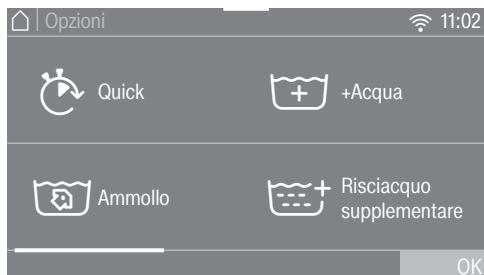 Opzioni 11:02
Quick +Acqua
Ammollo Risciacquo
supplementare
OK